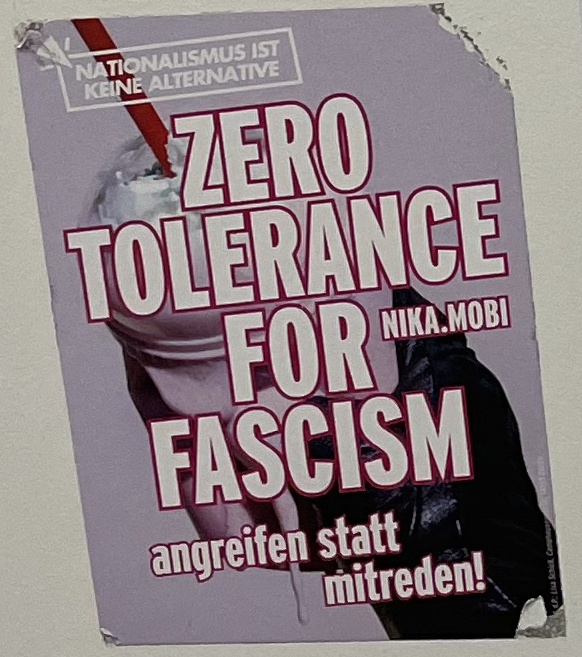 NATIONALISMUS IST
KEINE ALTERNATIVE
ZERO
TOLERANCE
FOR
NIKA.MOBI
FASCISM
angreifen statt
mitreden!